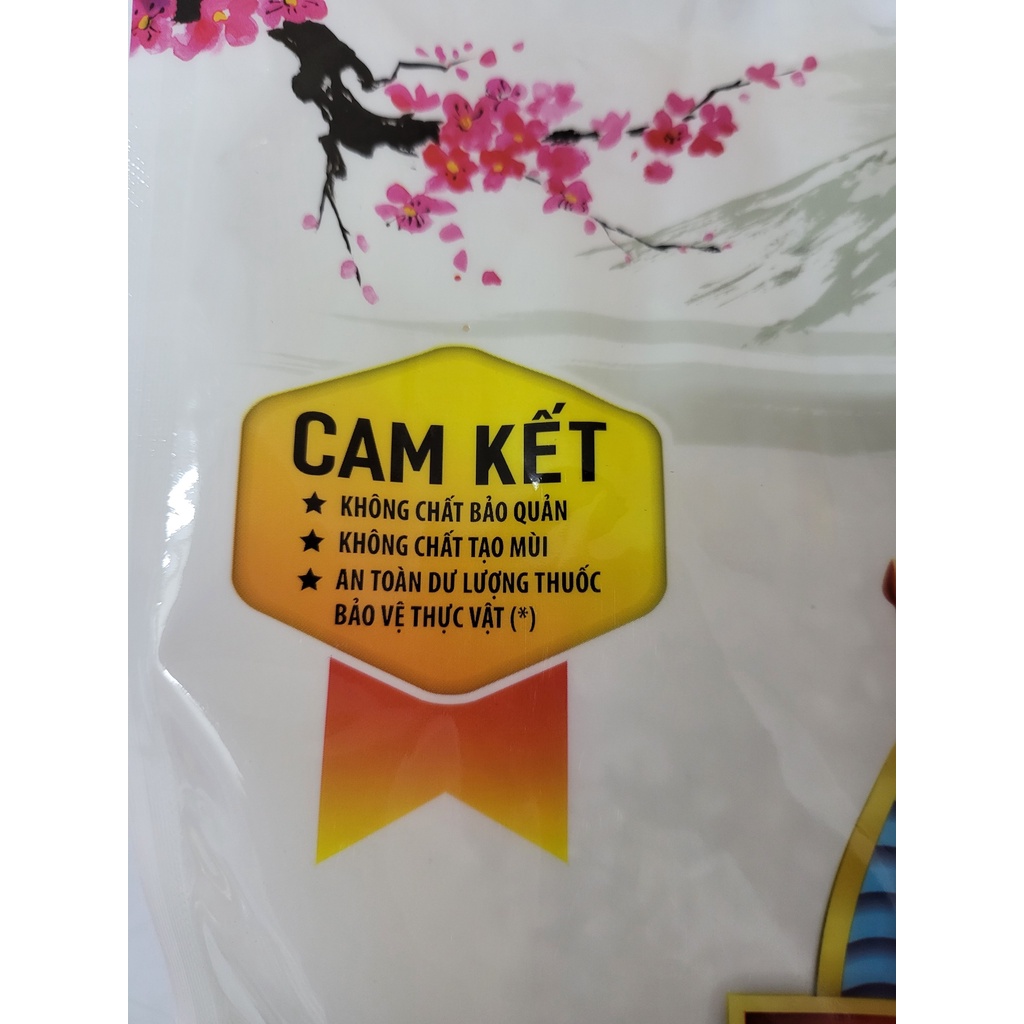 CAM KẾT
★ KHÔNG CHẤT BẢO QUẢN
★ KHÔNG CHẤT TẠO MÙI
★ AN TOÀN DƯ LƯỢNG THUỐC
BẢO VỆ THỰC VẬT (*)